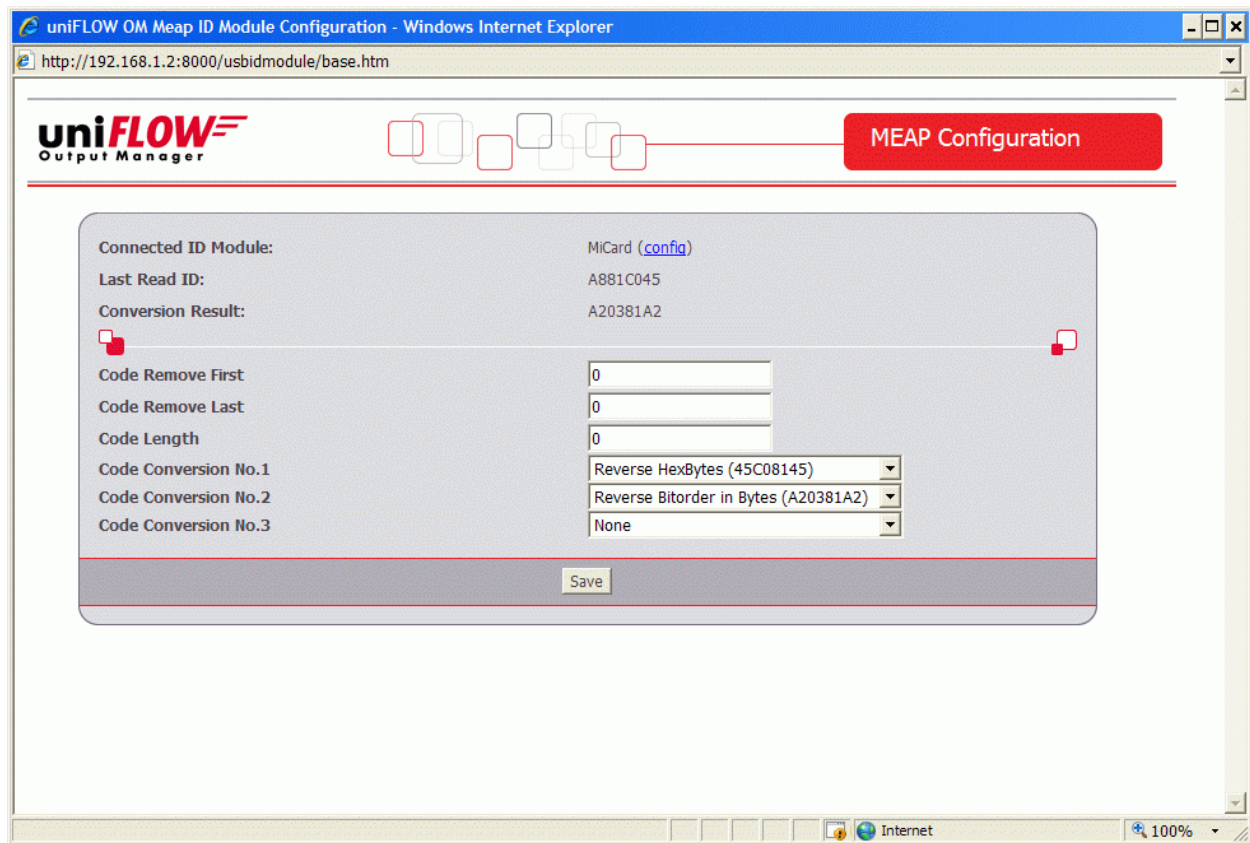 uniFLOW OM Meap ID Module Configuration - Windows Internet Explorer
http://192.168.1.2:8000/usbidmodule/base.htm
uniFLOW
Output Manager
MEAP Configuration
Connected ID Module: MiCard (config)
Last Read ID: A881C045
Conversion Result: A20381A2
Code Remove First 0
Code Remove Last 0
Code Length 0
Code Conversion No.1 Reverse HexBytes (45C08145)
Code Conversion No.2 Reverse Bitorder in Bytes (A20381A2)
Code Conversion No.3 None
Save
Internet 100%